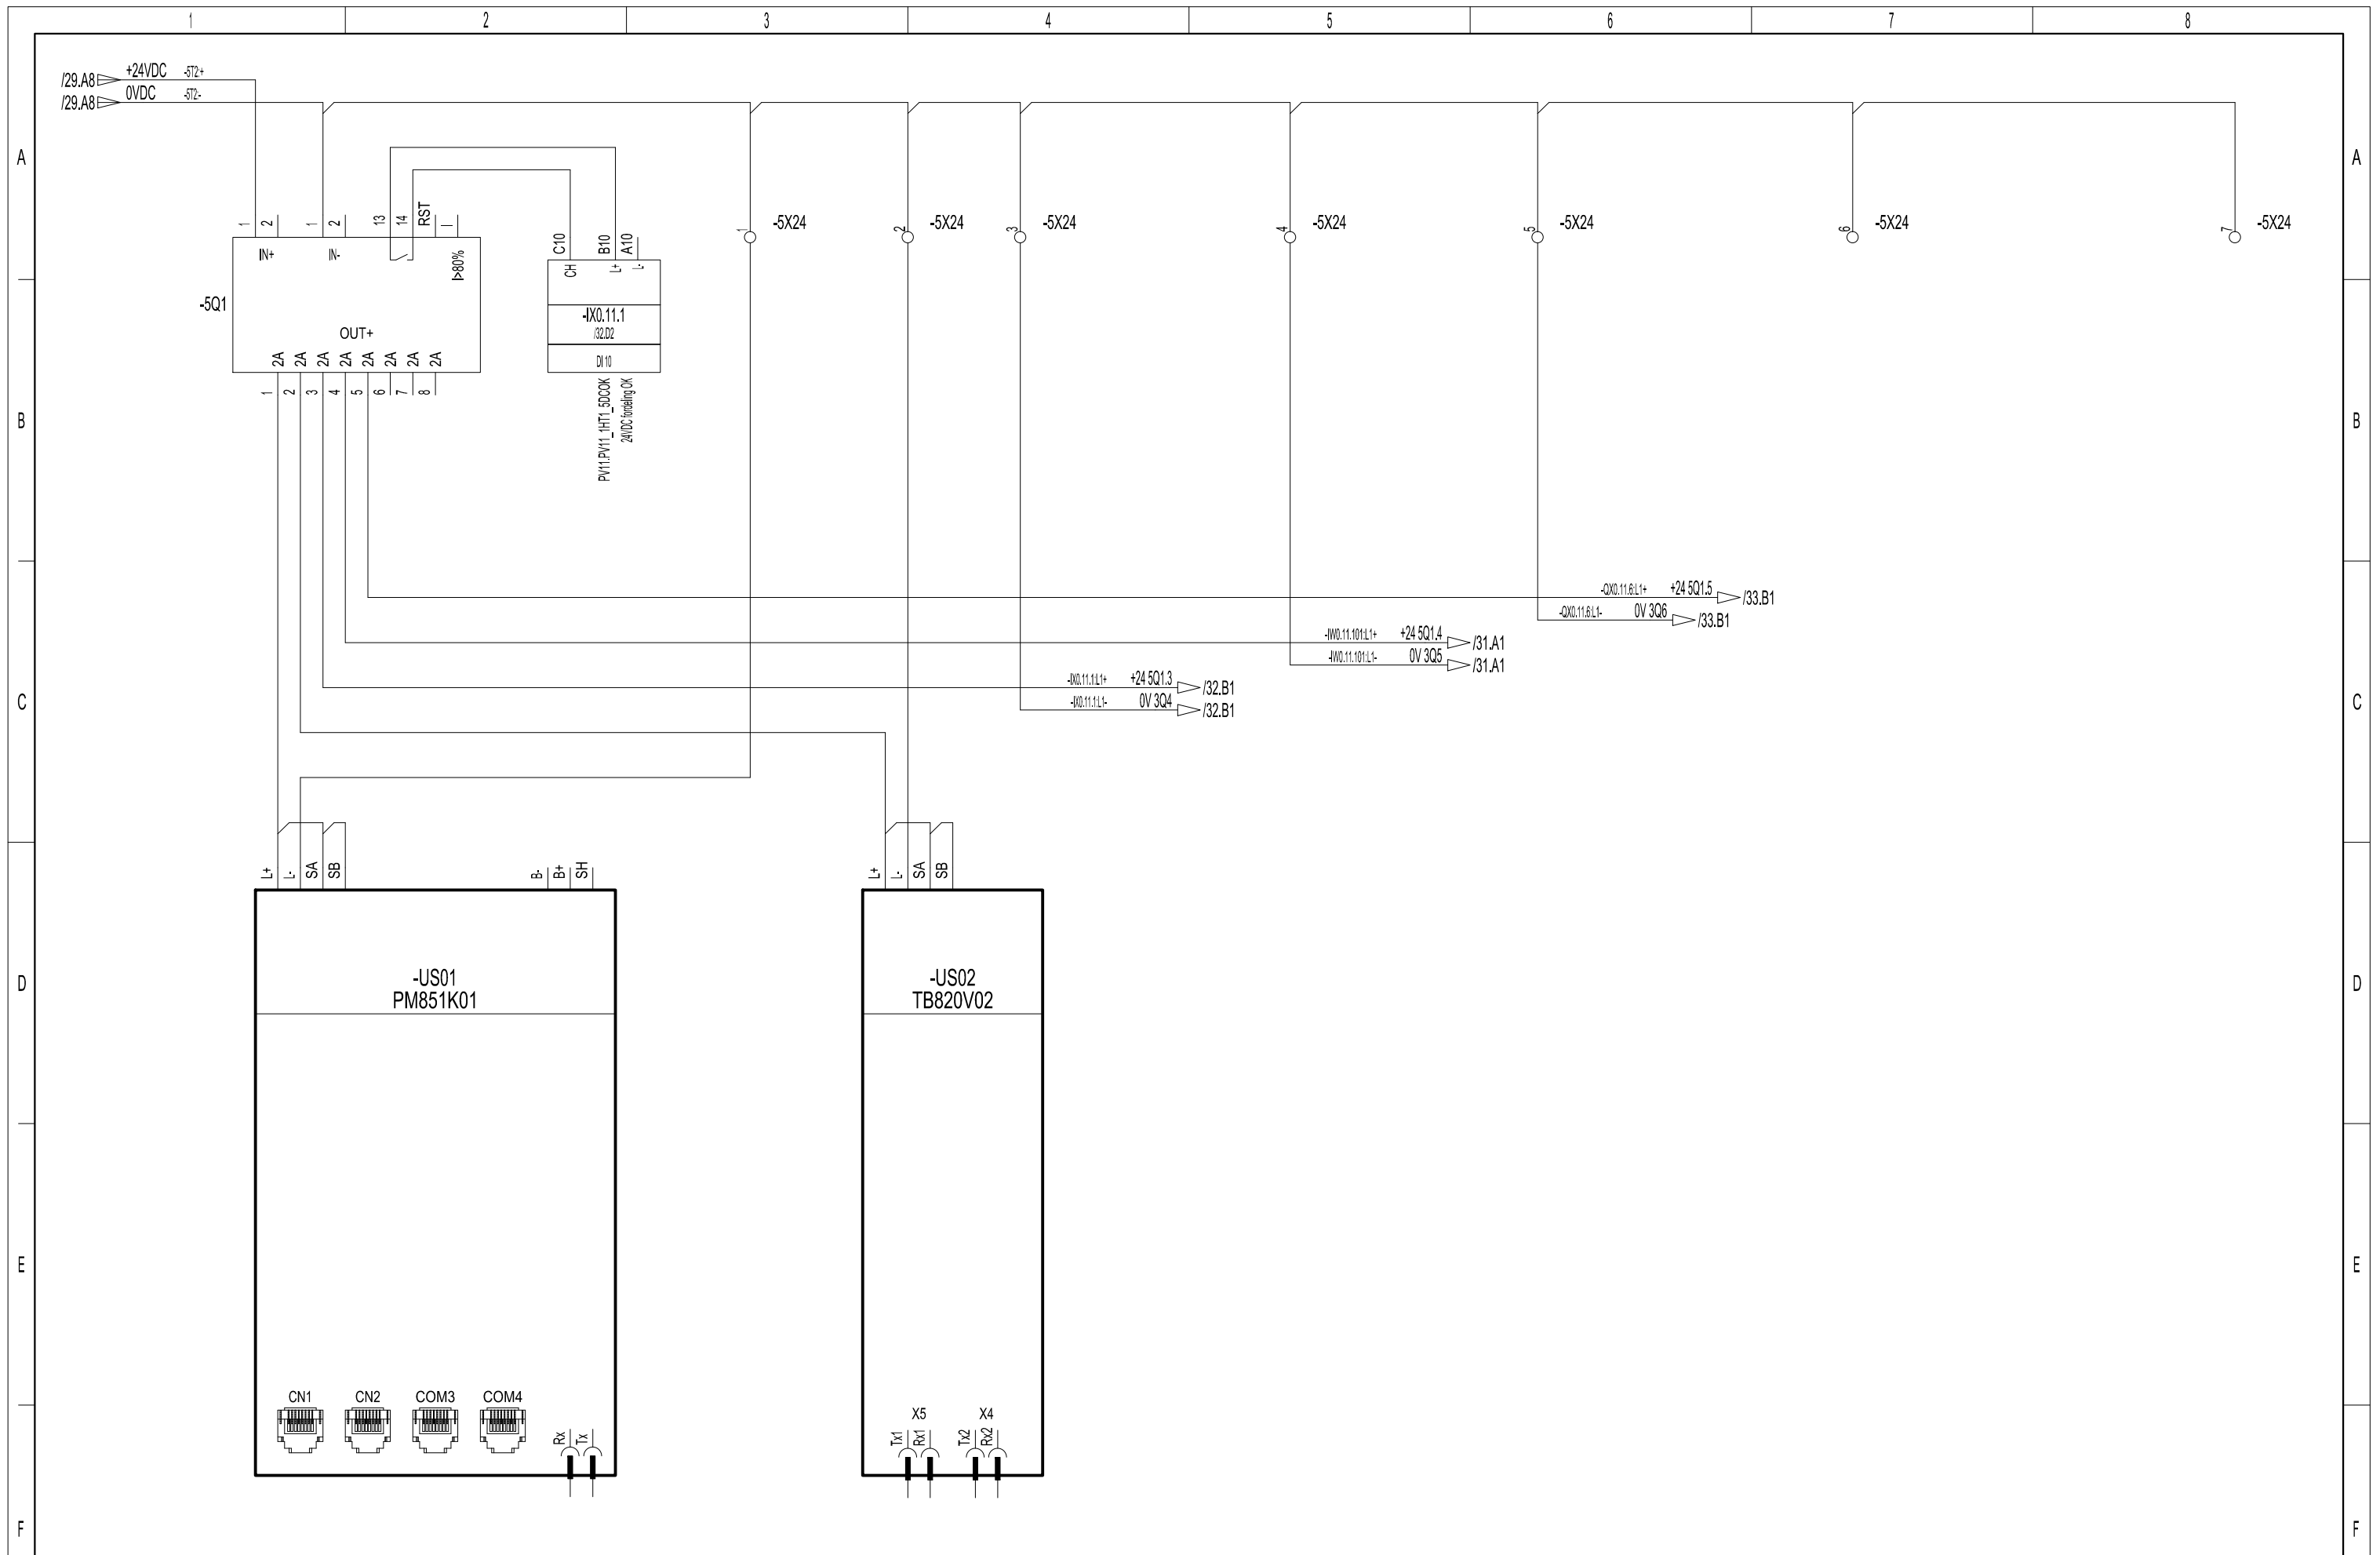 1 2 3 4 5 6 7 8
/29.A8 +24VDC -5T2:+
/29.A8 0VDC -5T2:-
A A
1 2 1 2 13 14 RST
IN+ IN- I>80%
-5Q1
OUT+
2A 2A 2A 2A 2A 2A 2A 2A
1 2 3 4 5 6 7 8
C10 B10 A10
CH L+ L-
-IX0.11.1
/32.D2
DI 10
PV11.PV11_1HT1_5DCOK
24VDC fordeling OK
1 -5X24
2 -5X24
3 -5X24
4 -5X24
5 -5X24
6 -5X24
7 -5X24
B B
-QX0.11.6:L1+ +24 5Q1.5 /33.B1
-QX0.11.6:L1- 0V 3Q6 /33.B1
-IW0.11.101:L1+ +24 5Q1.4 /31.A1
-IW0.11.101:L1- 0V 3Q5 /31.A1
-IX0.11.1:L1+ +24 5Q1.3 /32.B1
-IX0.11.1:L1- 0V 3Q4 /32.B1
C C
L+ L- SA SB B- B+ SH
L+ L- SA SB
-US01
PM851K01
-US02
TB820V02
D D
E E
CN1 CN2 COM3 COM4
Rx Tx
X5 X4
Tx1 Rx1 Tx2 Rx2
F F